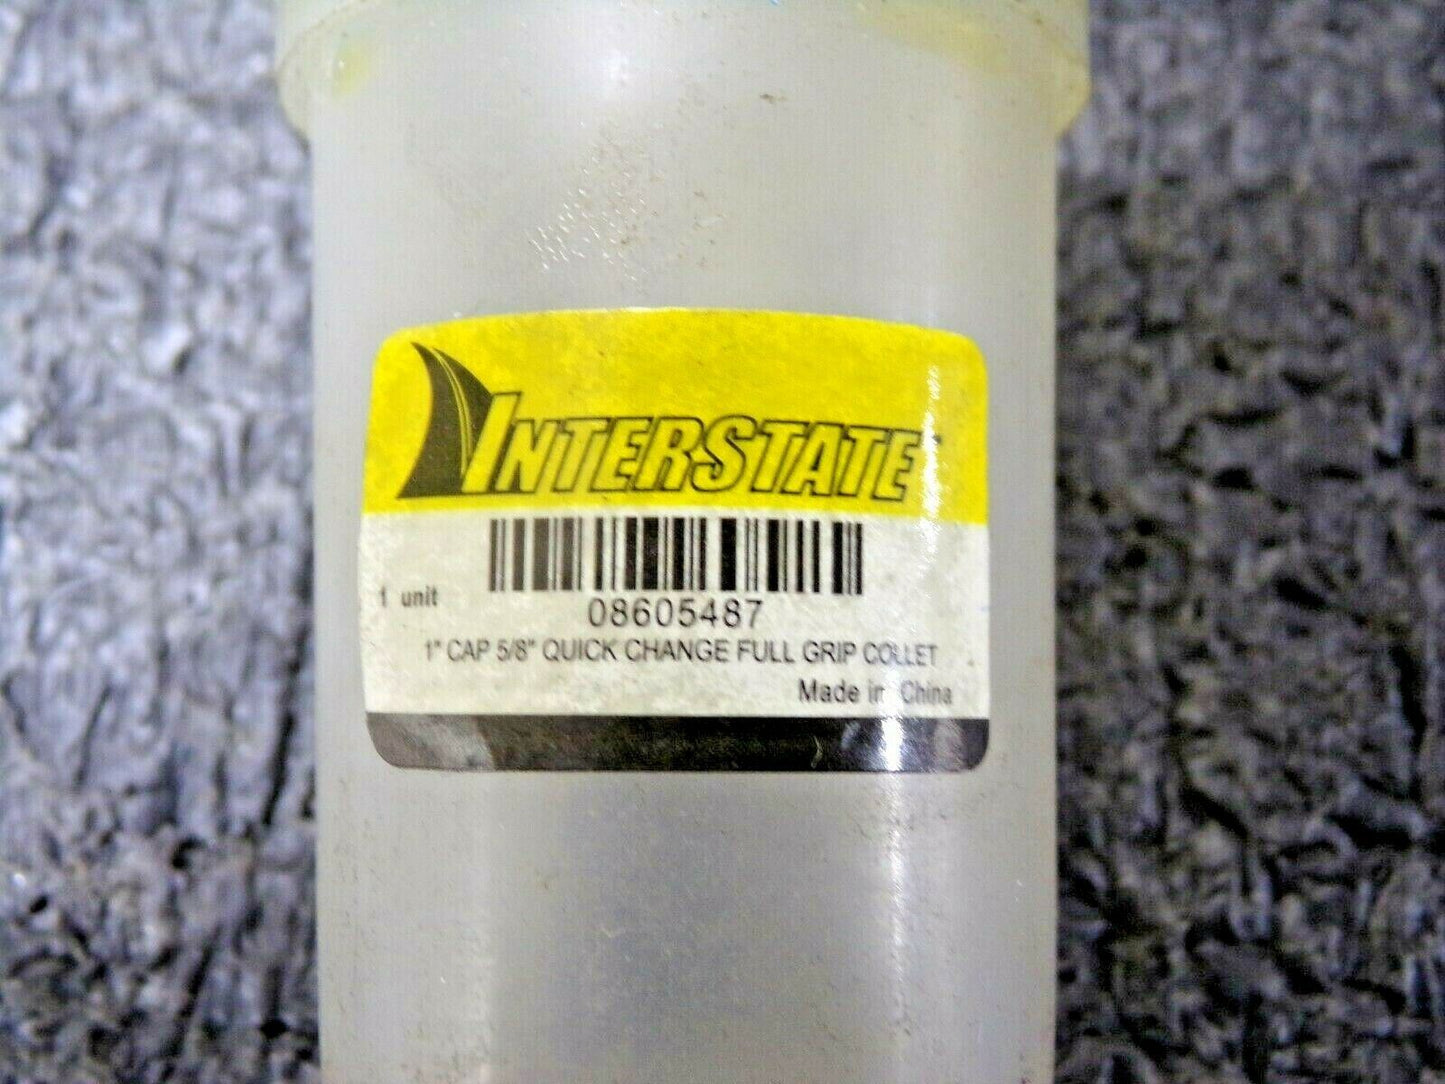 INTERSTATE
1 unit
08605487
1" CAP 5/8" QUICK CHANGE FULL GRIP COLLET
Made in China